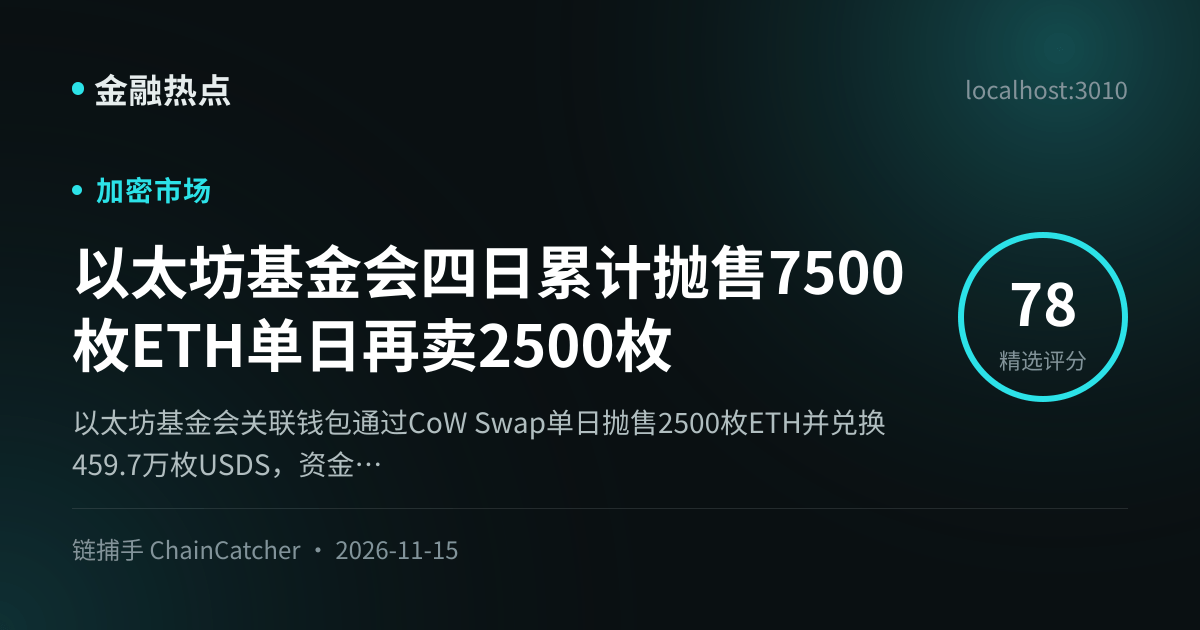 金融热点
localhost:3010
加密市场
以太坊基金会四日累计抛售7500
枚ETH单日再卖2500枚
78
精选评分
以太坊基金会关联钱包通过CoW Swap单日抛售2500枚ETH并兑换
459.7万枚USDS，资金…
链捕手 ChainCatcher · 2026-11-15